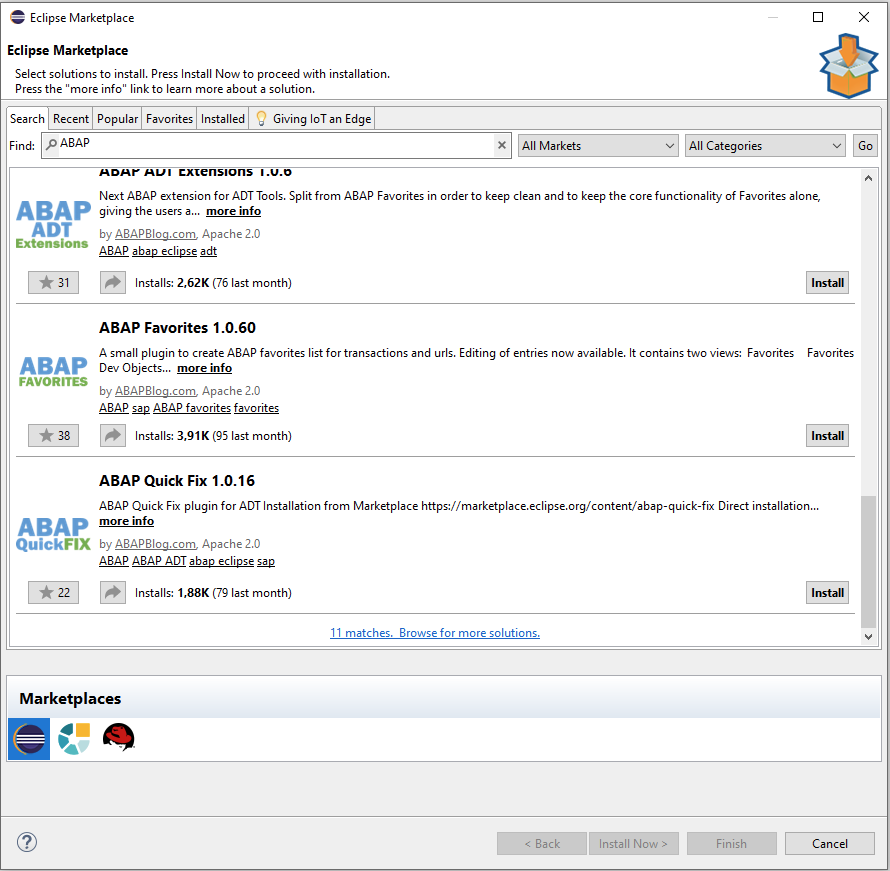 Eclipse Marketplace
Eclipse Marketplace
Select solutions to install. Press Install Now to proceed with installation.
Press the "more info" link to learn more about a solution.
Search Recent Popular Favorites Installed Giving IoT an Edge
Find: ABAP All Markets All Categories Go
ABAP ADT Extensions 1.0.6
ABAP
ADT
Extensions
Next ABAP extension for ADT Tools. Split from ABAP Favorites in order to keep clean and to keep the core functionality of Favorites alone,
giving the users a... more info
by ABAPBlog.com, Apache 2.0
ABAP abap eclipse adt
31 Installs: 2,62K (76 last month) Install
ABAP Favorites 1.0.60
ABAP
FAVORITES
A small plugin to create ABAP favorites list for transactions and urls. Editing of entries now available. It contains two views: Favorites Favorites
Dev Objects... more info
by ABAPBlog.com, Apache 2.0
ABAP sap ABAP favorites favorites
38 Installs: 3,91K (95 last month) Install
ABAP Quick Fix 1.0.16
ABAP
QuickFIX
ABAP Quick Fix plugin for ADT Installation from Marketplace https://marketplace.eclipse.org/content/abap-quick-fix Direct installation...
more info
by ABAPBlog.com, Apache 2.0
ABAP ABAP ADT abap eclipse sap
22 Installs: 1,88K (79 last month) Install
11 matches. Browse for more solutions.
Marketplaces
? < Back Install Now > Finish Cancel